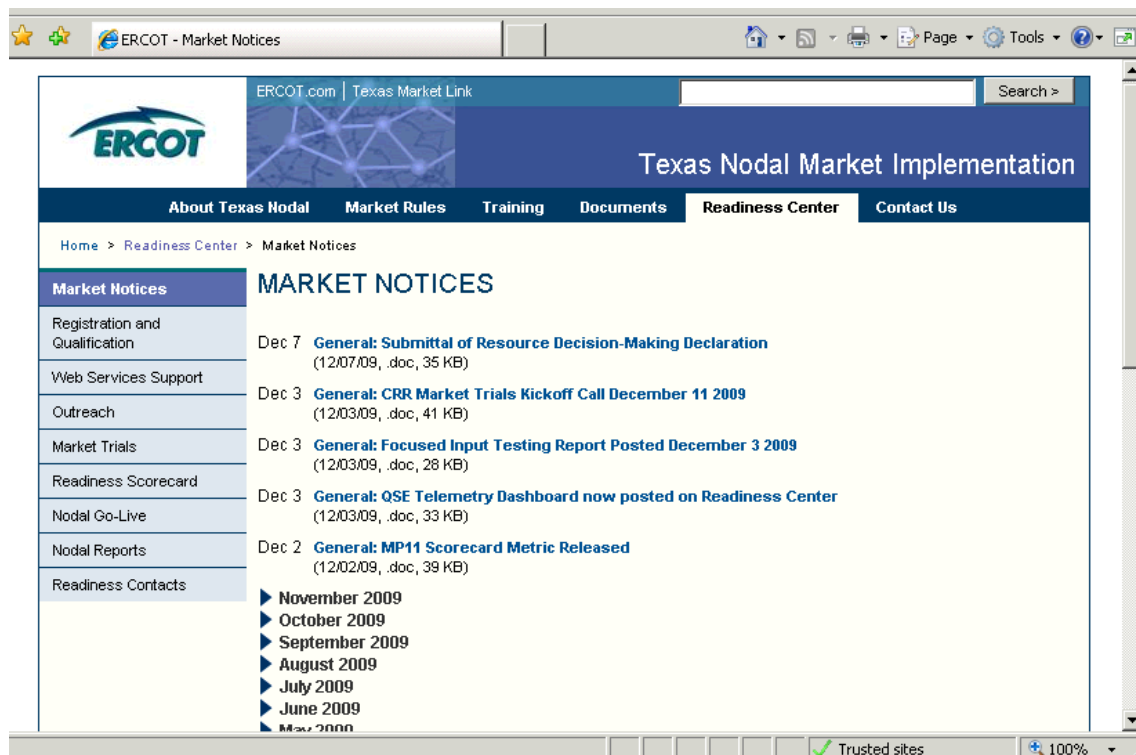 ERCOT - Market Notices
Page
Tools
ERCOT.com | Texas Market Link
Search >
ERCOT
Texas Nodal Market Implementation
About Texas Nodal Market Rules Training Documents Readiness Center Contact Us
Home > Readiness Center > Market Notices
Market Notices
Registration and
Qualification
Web Services Support
Outreach
Market Trials
Readiness Scorecard
Nodal Go-Live
Nodal Reports
Readiness Contacts
MARKET NOTICES
Dec 7 General: Submittal of Resource Decision-Making Declaration
(12/07/09, .doc, 35 KB)
Dec 3 General: CRR Market Trials Kickoff Call December 11 2009
(12/03/09, .doc, 41 KB)
Dec 3 General: Focused Input Testing Report Posted December 3 2009
(12/03/09, .doc, 28 KB)
Dec 3 General: QSE Telemetry Dashboard now posted on Readiness Center
(12/03/09, .doc, 33 KB)
Dec 2 General: MP11 Scorecard Metric Released
(12/02/09, .doc, 39 KB)
November 2009
October 2009
September 2009
August 2009
July 2009
June 2009
May 2009
Trusted sites
100%